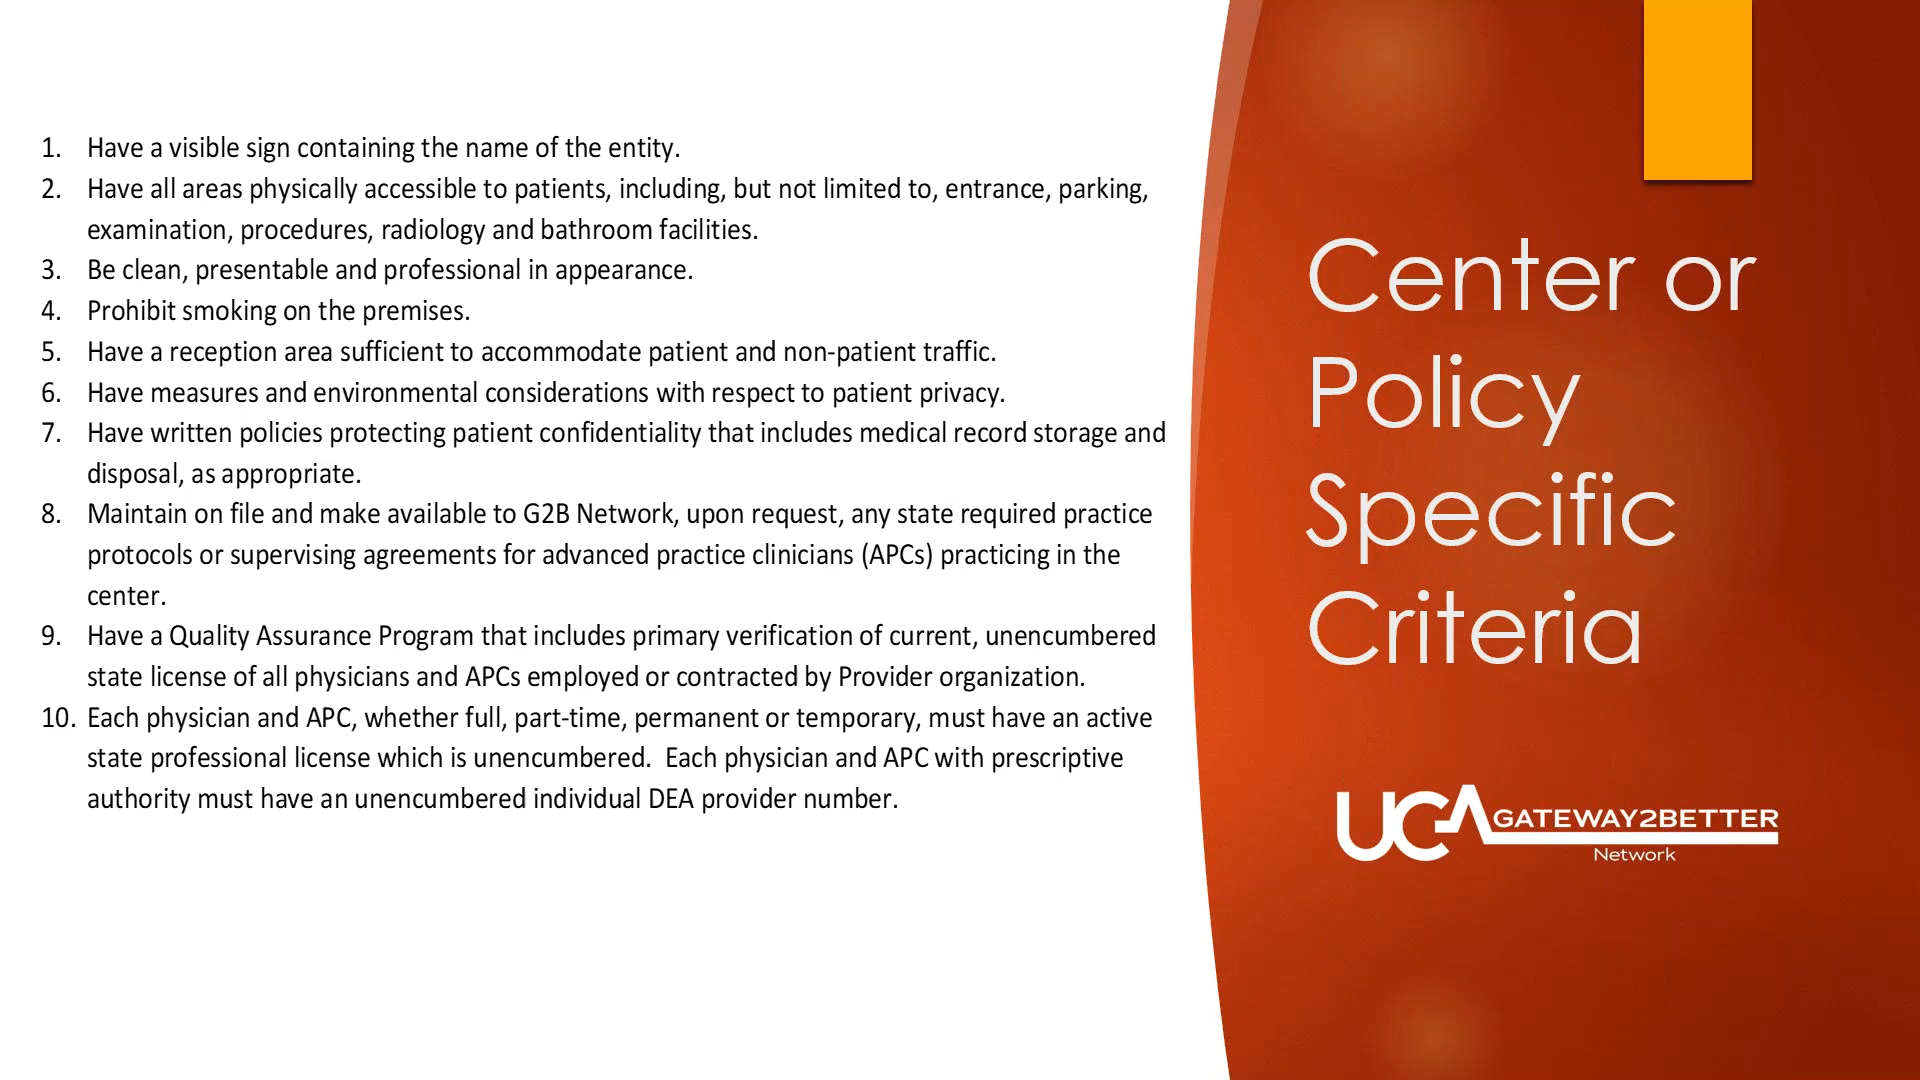 1. Have a visible sign containing the name of the entity.
2. Have all areas physically accessible to patients, including, but not limited to, entrance, parking,
examination, procedures, radiology and bathroom facilities.
3. Be clean, presentable and professional in appearance.
4. Prohibit smoking on the premises.
5. Have a reception area sufficient to accommodate patient and non-patient traffic.
6. Have measures and environmental considerations with respect to patient privacy.
7. Have written policies protecting patient confidentiality that includes medical record storage and
disposal, as appropriate.
8. Maintain on file and make available to G2B Network, upon request, any state required practice
protocols or supervising agreements for advanced practice clinicians (APCs) practicing in the
center.
9. Have a Quality Assurance Program that includes primary verification of current, unencumbered
state license of all physicians and APCs employed or contracted by Provider organization.
10. Each physician and APC, whether full, part-time, permanent or temporary, must have an active
state professional license which is unencumbered.  Each physician and APC with prescriptive
authority must have an unencumbered individual DEA provider number.
Center or
Policy
Specific
Criteria
UCA GATEWAY2BETTER
Network